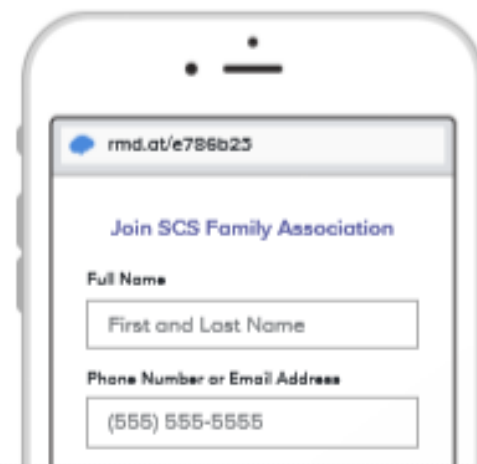 rmd.at/e786b23
Join SCS Family Association
Full Name
First and Last Name
Phone Number or Email Address
(555) 555-5555